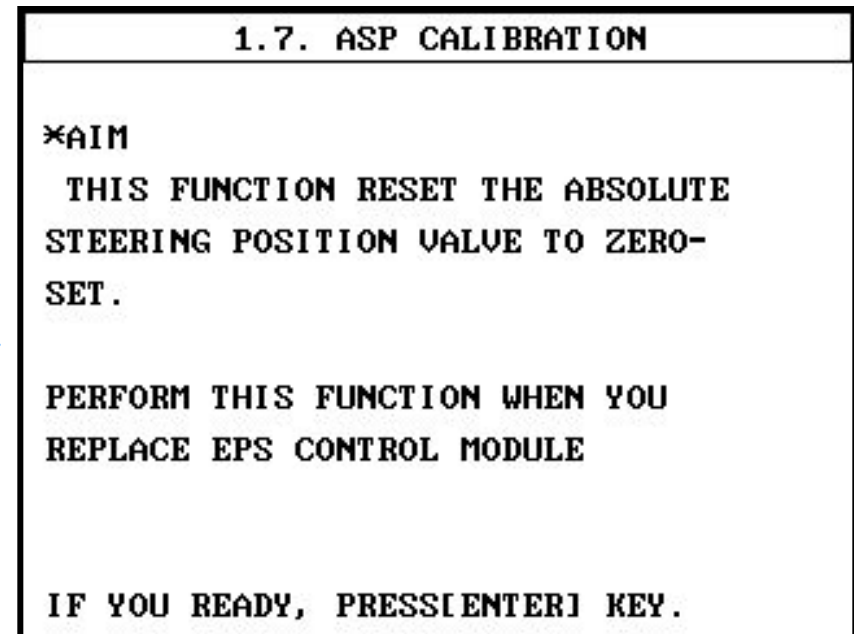 1.7. ASP CALIBRATION
*AIM
THIS FUNCTION RESET THE ABSOLUTE
STEERING POSITION VALVE TO ZERO-
SET.
PERFORM THIS FUNCTION WHEN YOU
REPLACE EPS CONTROL MODULE
IF YOU READY, PRESS[ENTER] KEY.